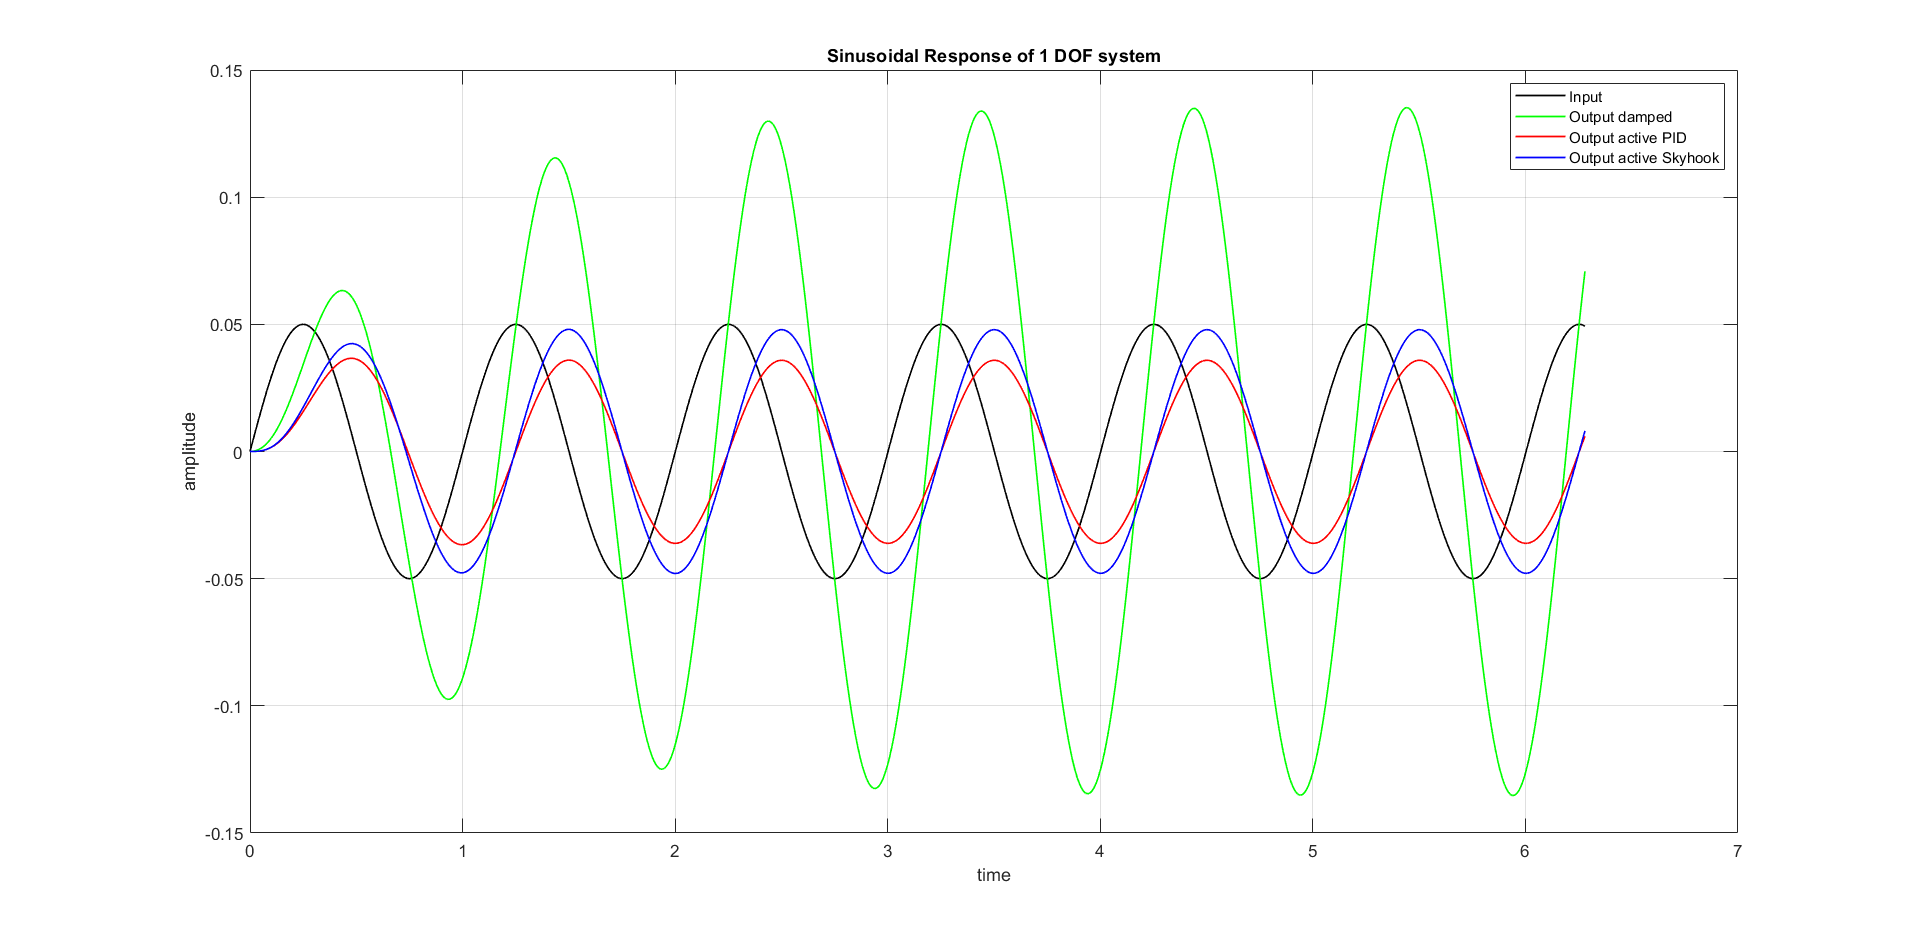 Sinusoidal Response of 1 DOF system
0.15
0.1
0.05
0
-0.05
-0.1
-0.15
amplitude
0 1 2 3 4 5 6 7
time
Input
Output damped
Output active PID
Output active Skyhook